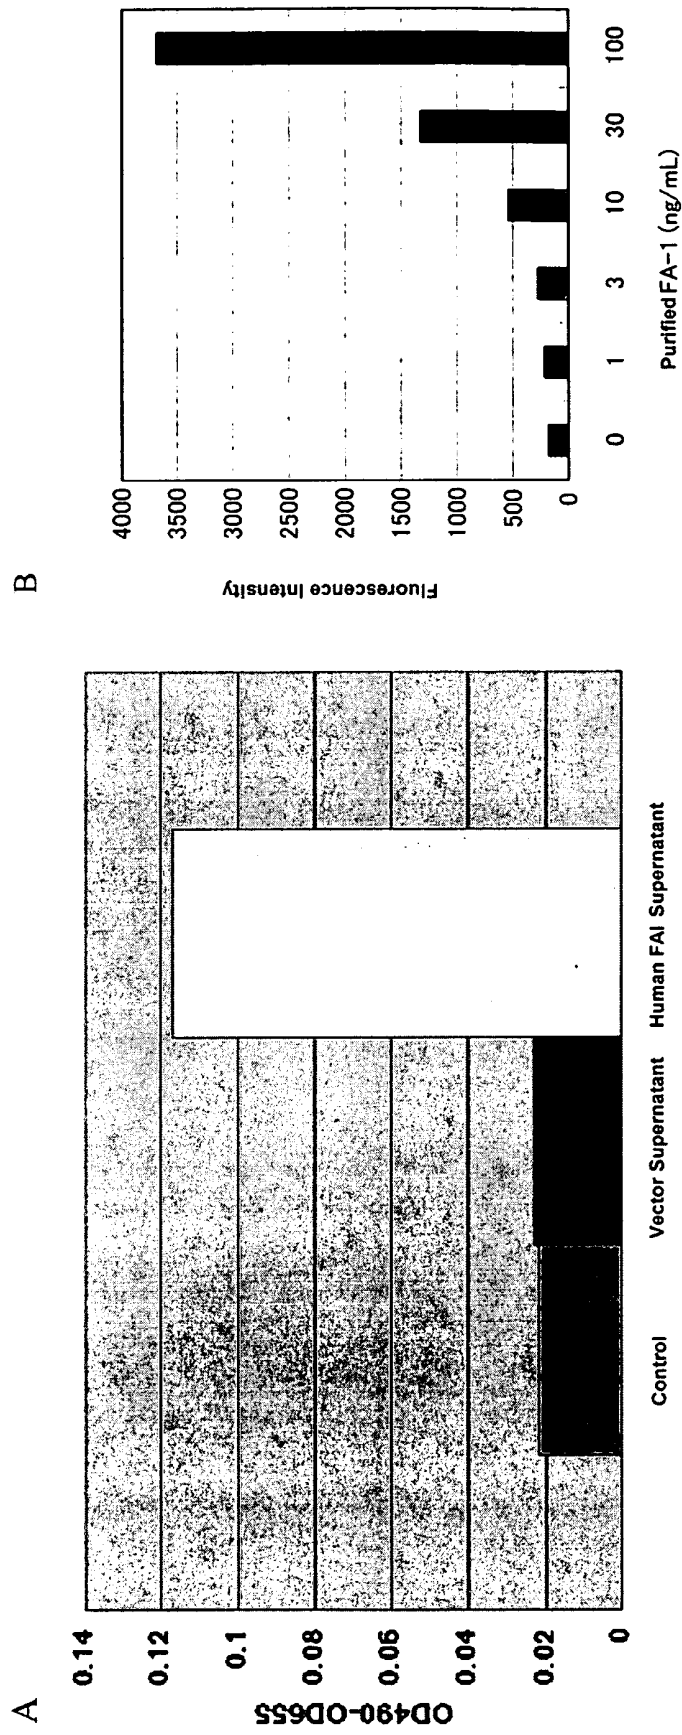 A
OD490-OD655
0.14
0.12
0.1
0.08
0.06
0.04
0.02
0
Control
Vector Supernatant
Human FAI Supernatant
B
Fluorescence Intensity
4000
3500
3000
2500
2000
1500
1000
500
0
0 1 3 10 30 100
Purified FA-1 (ng/mL)